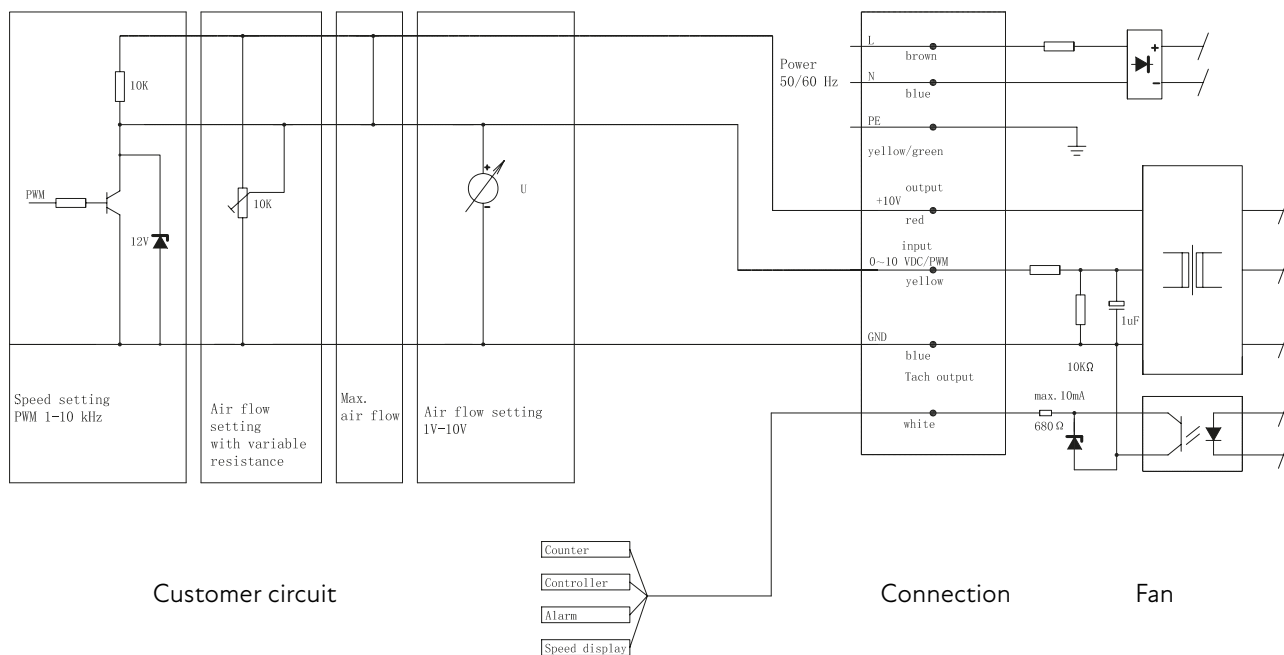 10K
PWM
12V
Speed setting
PWM 1-10 kHz
10K
Air flow
setting
with variable
resistance
Max.
air flow
U
+
-
Air flow setting
1V-10V
Power
50/60 Hz
L
brown
N
blue
PE
yellow/green
output
+10V
red
input
0~10 VDC/PWM
yellow
GND
blue
Tach output
white
+
-
1uF
10KΩ
max.10mA
680Ω
Counter
Controller
Alarm
Speed display
Customer circuit
Connection
Fan